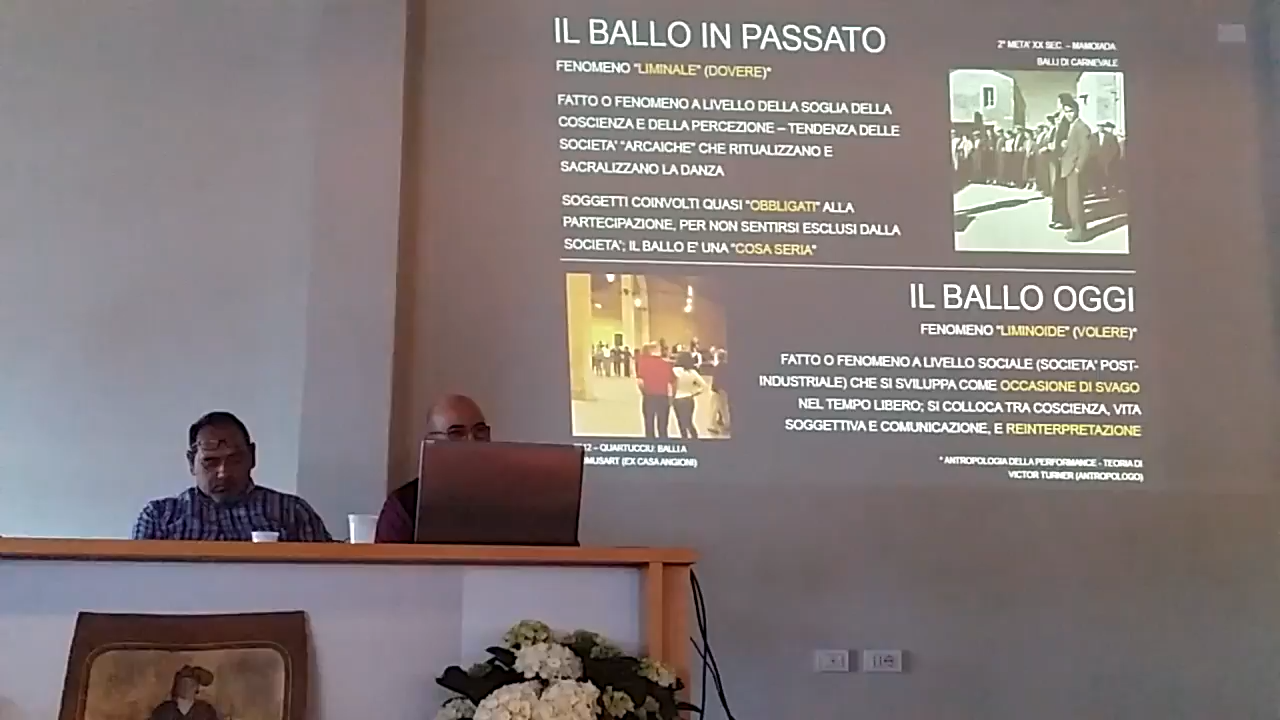 IL BALLO IN PASSATO
FENOMENO "LIMINALE" (DOVERE)*
FATTO O FENOMENO A LIVELLO DELLA SOGLIA DELLA
COSCIENZA E DELLA PERCEZIONE – TENDENZA DELLE
SOCIETA' "ARCAICHE" CHE RITUALIZZANO E
SACRALIZZANO LA DANZA
SOGGETTI COINVOLTI QUASI "OBBLIGATI" ALLA
PARTECIPAZIONE, PER NON SENTIRSI ESCLUSI DALLA
SOCIETA'; IL BALLO E' UNA "COSA SERIA"
2° META' XX SEC. – MAMOIADA
BALLI DI CARNEVALE
IL BALLO OGGI
FENOMENO "LIMINOIDE" (VOLERE)*
FATTO O FENOMENO A LIVELLO SOCIALE (SOCIETA' POST-
INDUSTRIALE) CHE SI SVILUPPA COME OCCASIONE DI SVAGO
NEL TEMPO LIBERO; SI COLLOCA TRA COSCIENZA, VITA
SOGGETTIVA E COMUNICAZIONE, E REINTERPRETAZIONE
– QUARTUCCIU: BALLI A
(EX CASA ANGIONI)
* ANTROPOLOGIA DELLA PERFORMANCE - TEORIA DI
VICTOR TURNER (ANTROPOLOGO)